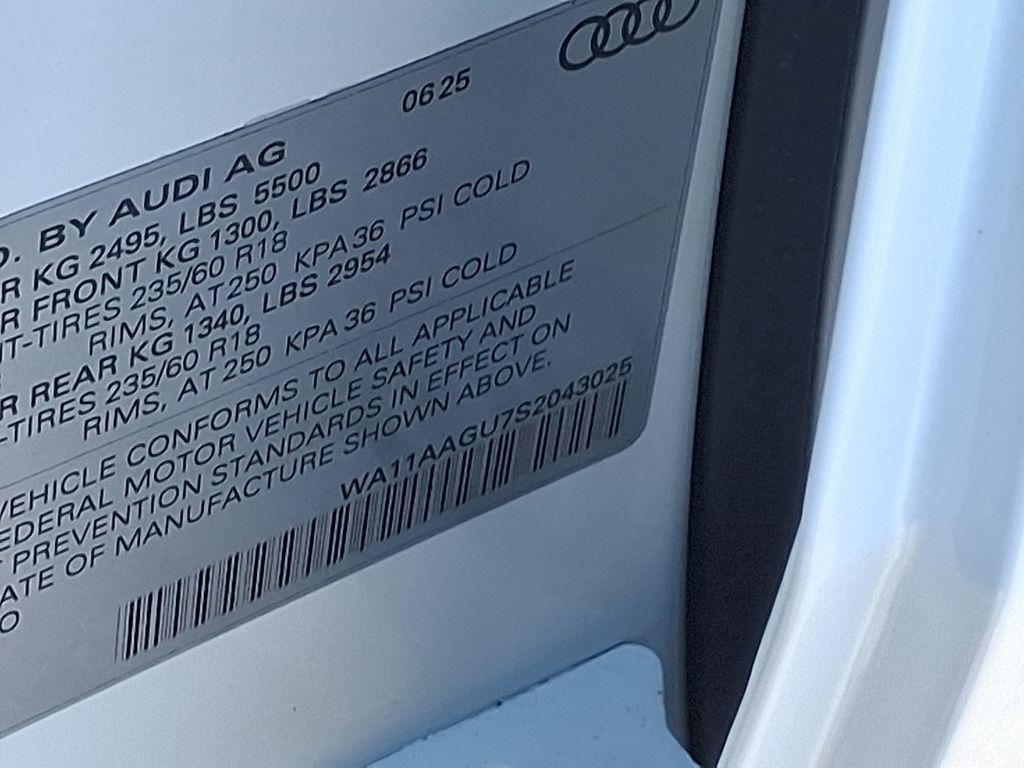 0625
D. BY AUDI AG
R KG 2495, LBS 5500
R FRONT KG 1300, LBS 2866
T-TIRES 235/60 R18
RIMS, AT 250 KPA 36 PSI COLD
R REAR KG 1340, LBS 2954
-TIRES 235/60 R18
RIMS, AT 250 KPA 36 PSI COLD
VEHICLE CONFORMS TO ALL APPLICABLE
EDERAL MOTOR VEHICLE SAFETY AND
T PREVENTION STANDARDS IN EFFECT ON
ATE OF MANUFACTURE SHOWN ABOVE.
WA11AAGU7S2043025
O